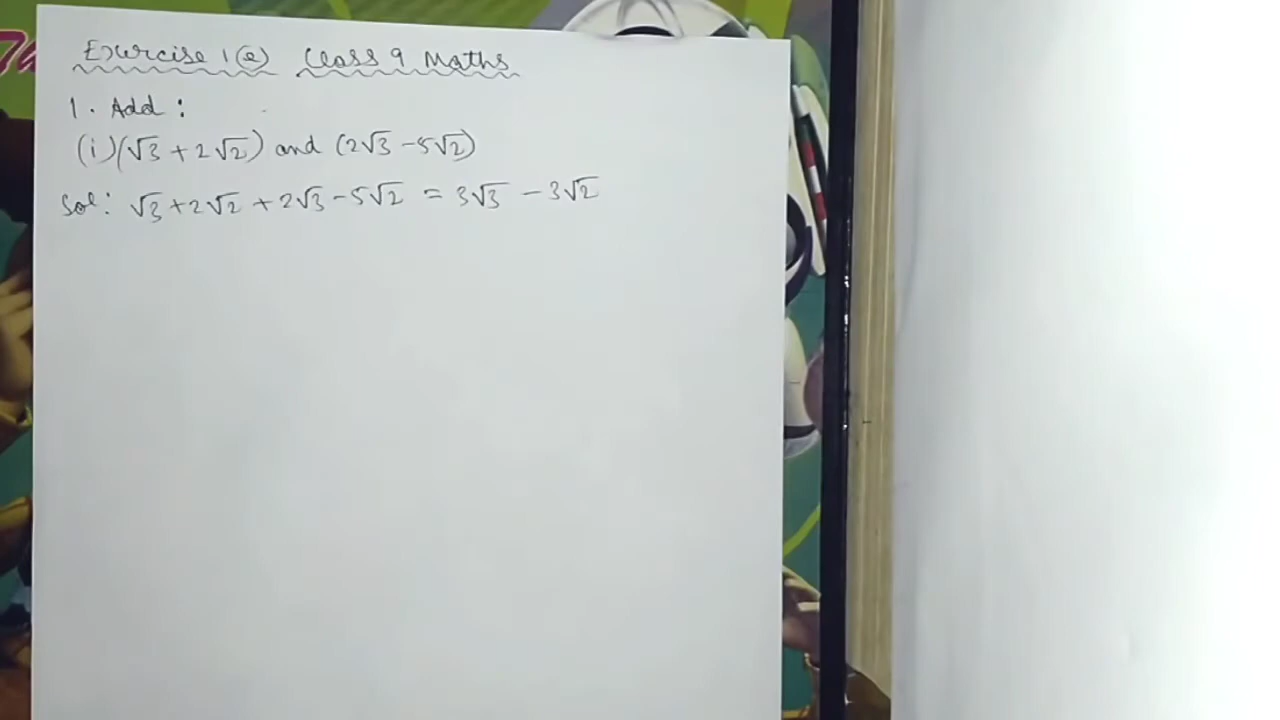 Exercise 1(e) Class 9 Maths
1. Add :
(i) (√3 + 2√2) and (2√3 - 5√2)
Sol: √3 + 2√2 + 2√3 - 5√2 = 3√3 - 3√2